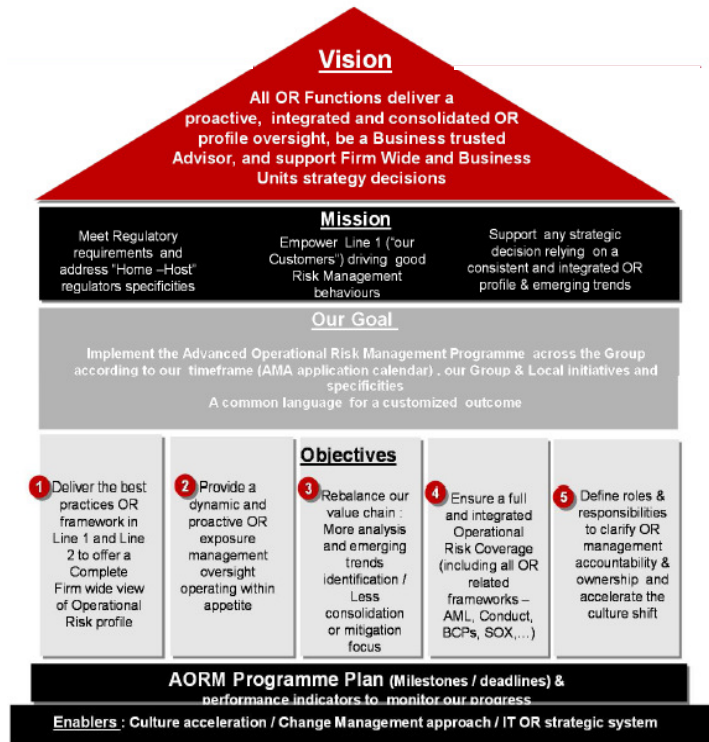 Vision
All OR Functions deliver a
proactive, integrated and consolidated OR
profile oversight, be a Business trusted
Advisor, and support Firm Wide and Business
Units strategy decisions
Mission
Meet Regulatory
requirements and
address "Home –Host"
regulators specificities
Empower Line 1 ("our
Customers") driving good
Risk Management
behaviours
Support any strategic
decision relying on a
consistent and integrated OR
profile & emerging trends
Our Goal
Implement the Advanced Operational Risk Management Programme across the Group
according to our timeframe (AMA application calendar) , our Group & Local initiatives and
specificities
A common language for a customized outcome
Objectives
1
Deliver the best
practices OR
framework in
Line 1 and Line
2 to offer a
Complete
Firm wide view
of Operational
Risk profile
2
Provide a
dynamic and
proactive OR
exposure
management
oversight
operating within
appetite
3
Rebalance our
value chain :
More analysis
and emerging
trends
identification /
Less
consolidation
or mitigation
focus
4
Ensure a full
and integrated
Operational
Risk Coverage
(including all OR
related
frameworks –
AML, Conduct,
BCPs, SOX,...)
5
Define roles &
responsibilities
to clarify OR
management
accountability &
ownership and
accelerate the
culture shift
AORM Programme Plan (Milestones / deadlines) &
performance indicators to monitor our progress
Enablers : Culture acceleration / Change Management approach / IT OR strategic system